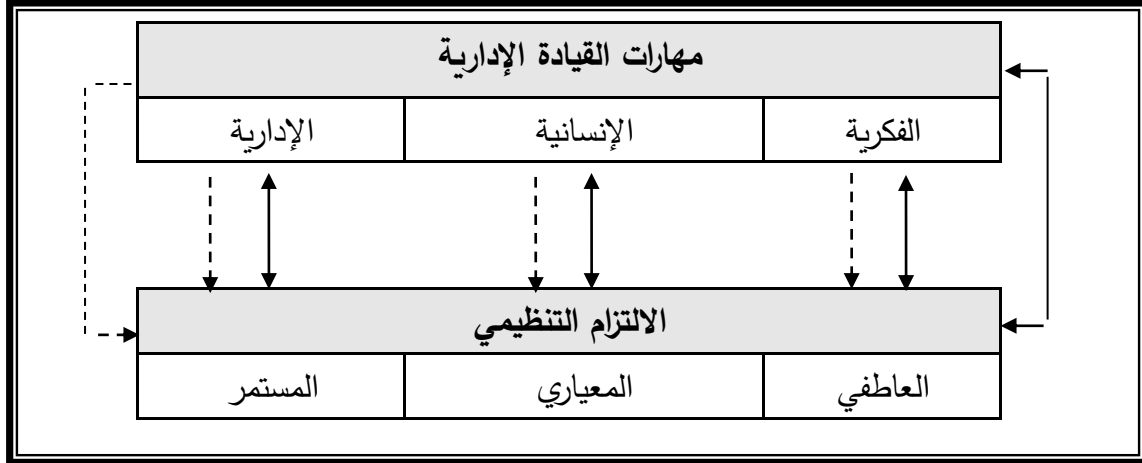 مهارات القيادة الإدارية
الفكرية الإنسانية الإدارية
الالتزام التنظيمي
العاطفي المعياري المستمر